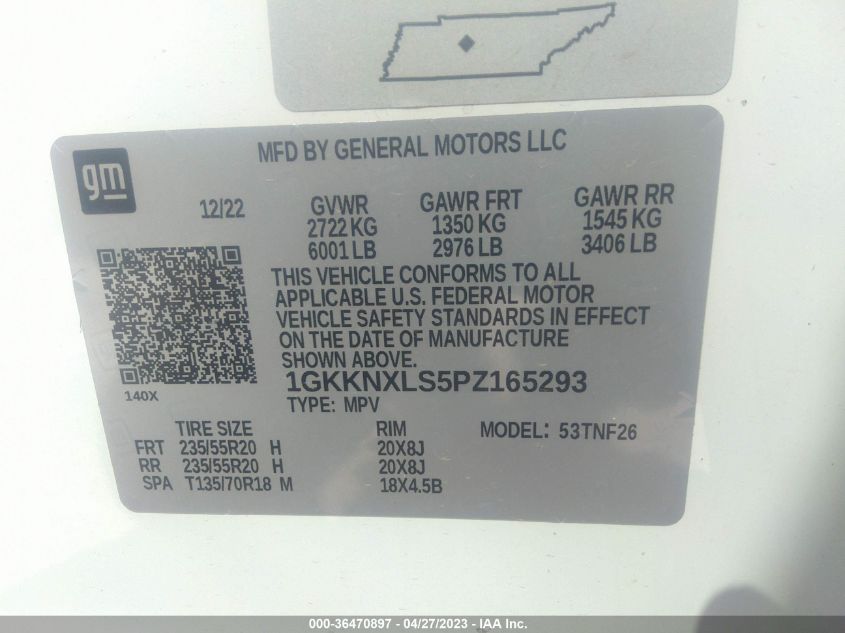 MFD BY GENERAL MOTORS LLC
gm
12/22
GVWR GAWR FRT GAWR RR
2722 KG 1350 KG 1545 KG
6001 LB 2976 LB 3406 LB
THIS VEHICLE CONFORMS TO ALL
APPLICABLE U.S. FEDERAL MOTOR
VEHICLE SAFETY STANDARDS IN EFFECT
ON THE DATE OF MANUFACTURE
SHOWN ABOVE.
1GKKNXLS5PZ165293
140X
TYPE: MPV
TIRE SIZE RIM MODEL: 53TNF26
FRT 235/55R20 H 20X8J
RR 235/55R20 H 20X8J
SPA T135/70R18 M 18X4.5B
000-36470897 - 04/27/2023 - IAA Inc.